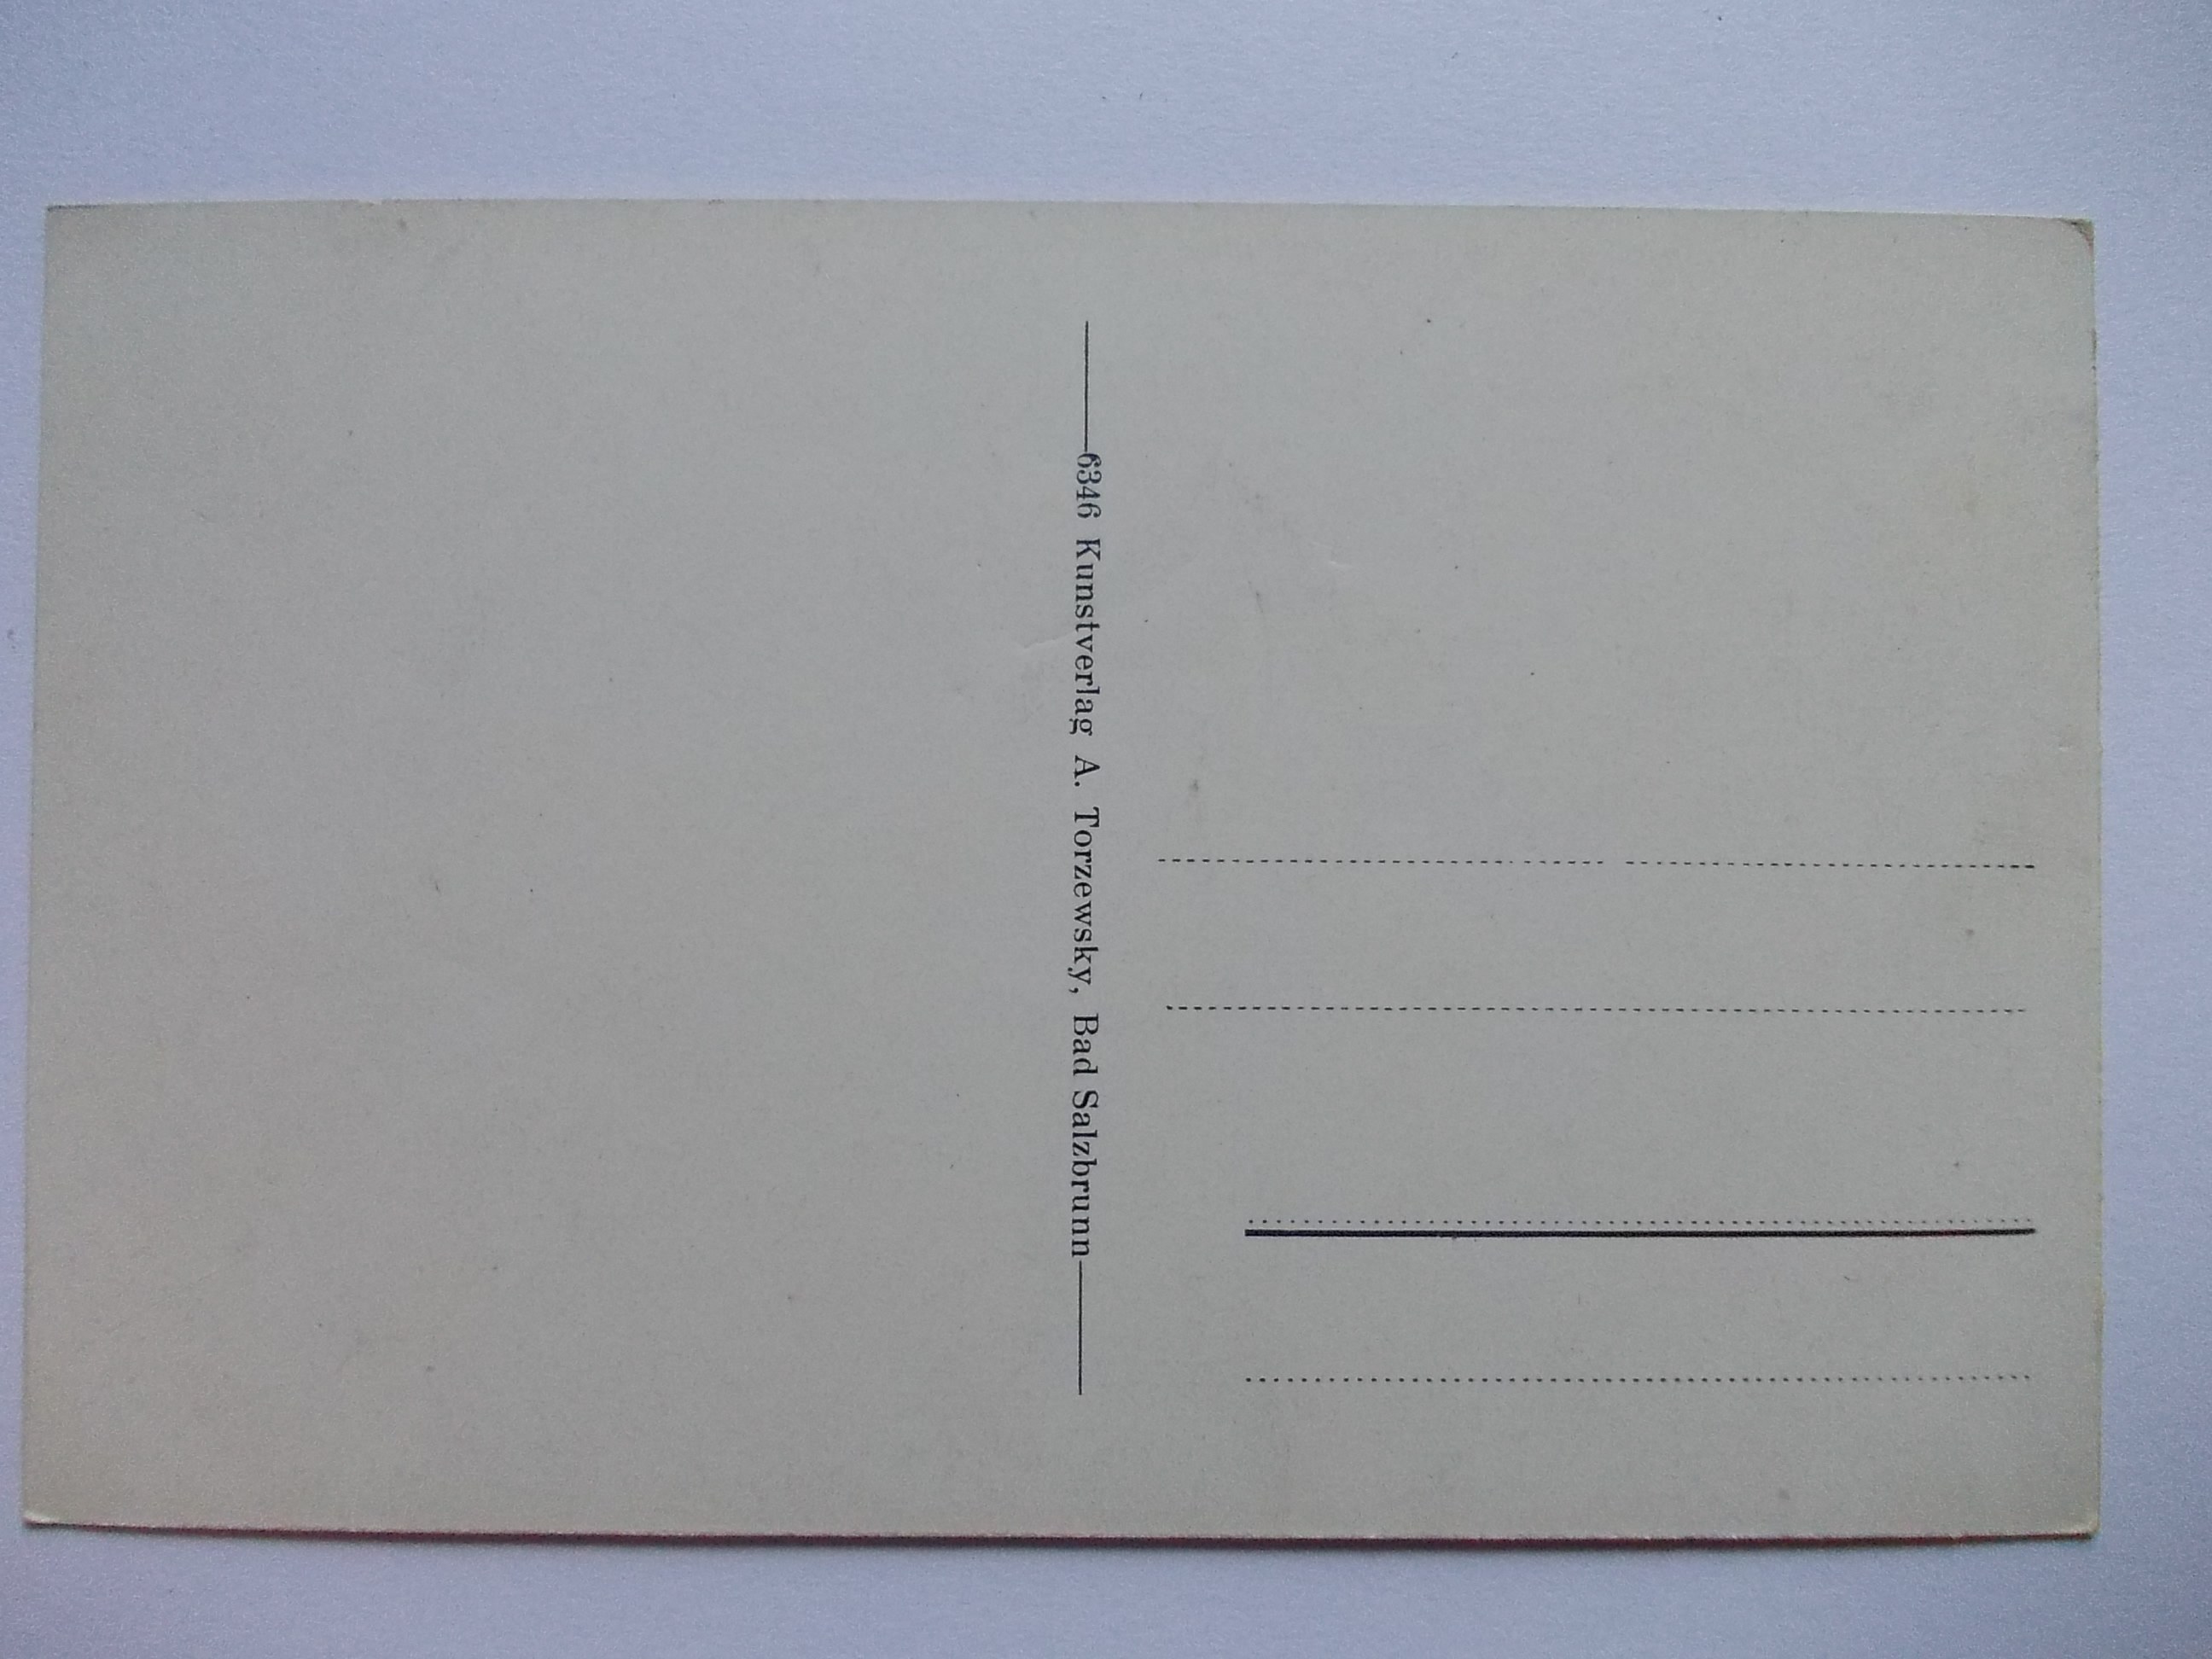 6346 Kunstverlag A. Torzewsky, Bad Salzbrunn